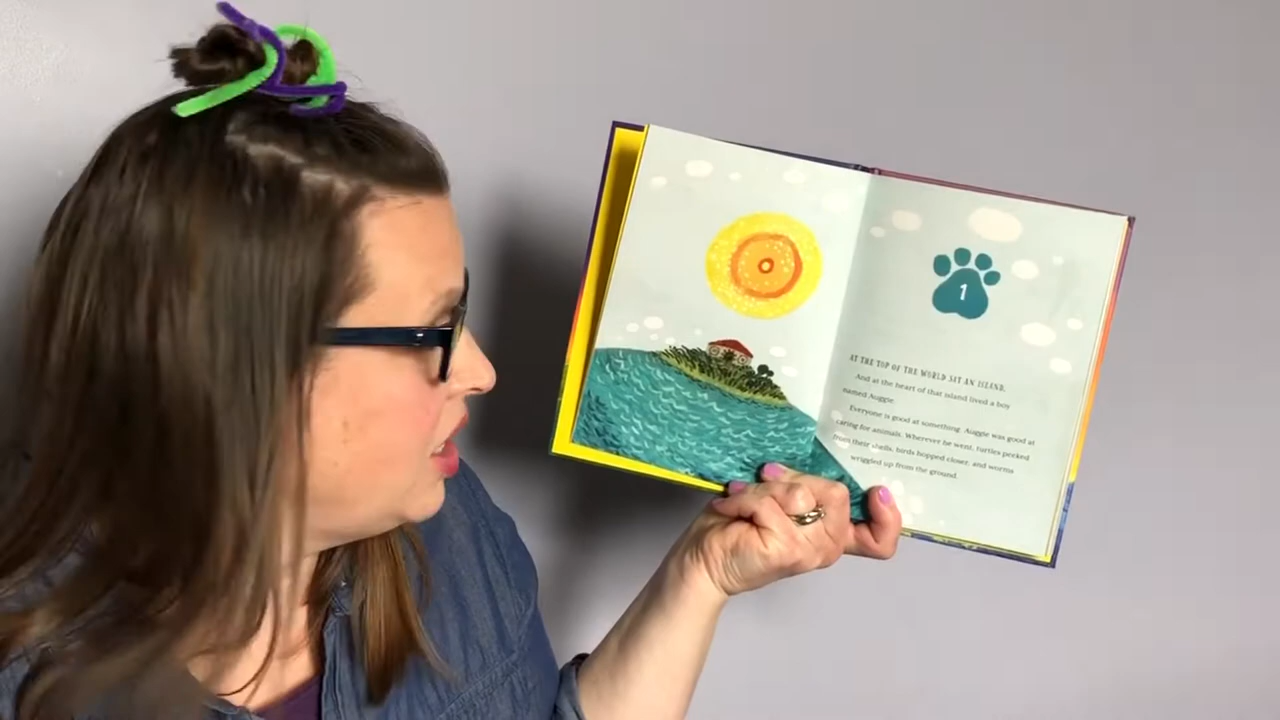 1
AT THE TOP OF THE WORLD SAT AN ISLAND.
And at the heart of that island lived a boy
named Auggie.
Everyone is good at something. Auggie was good at
caring for animals. Wherever he went, turtles peeked
from their shells, birds hopped closer, and worms
wriggled up from the ground.